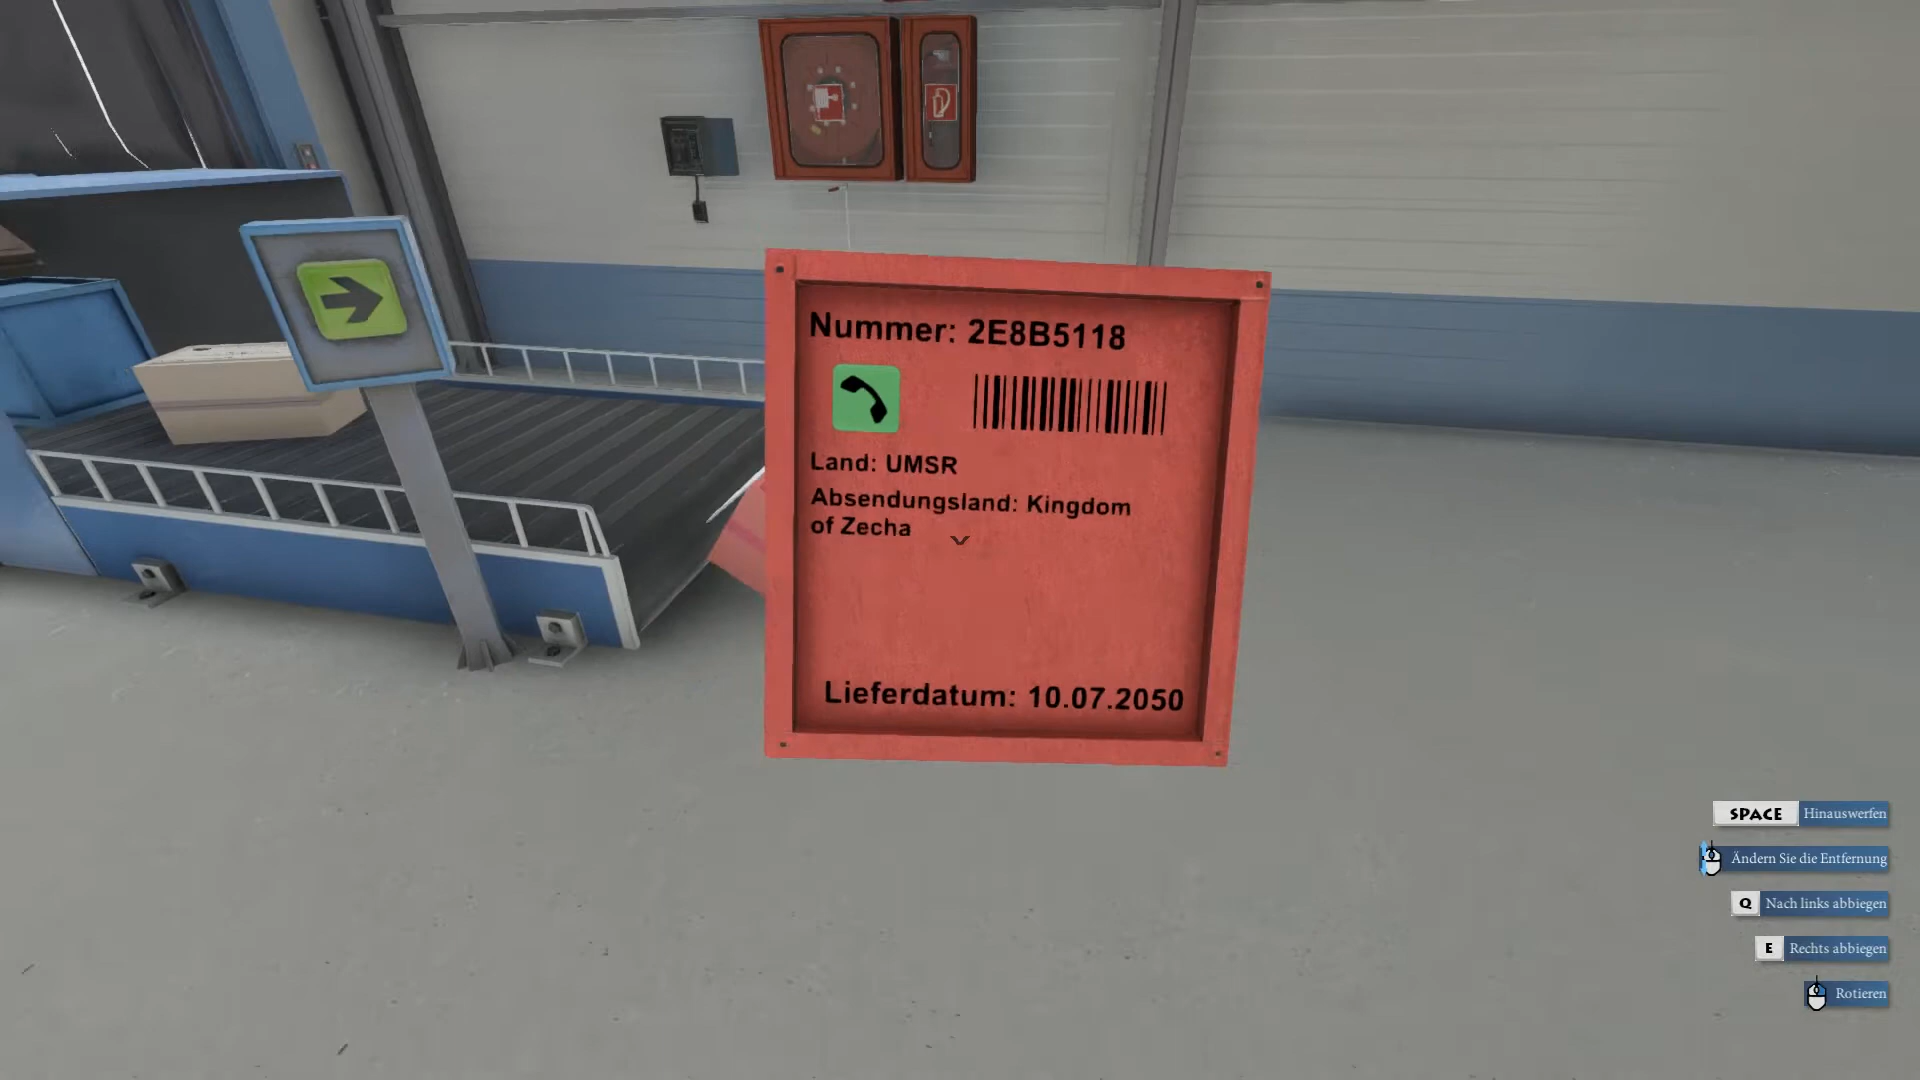 Nummer: 2E8B5118
Land: UMSR
Absendungsland: Kingdom
of Zecha
Lieferdatum: 10.07.2050
SPACE Hinauswerfen
Ändern Sie die Entfernung
Q Nach links abbiegen
E Rechts abbiegen
Rotieren